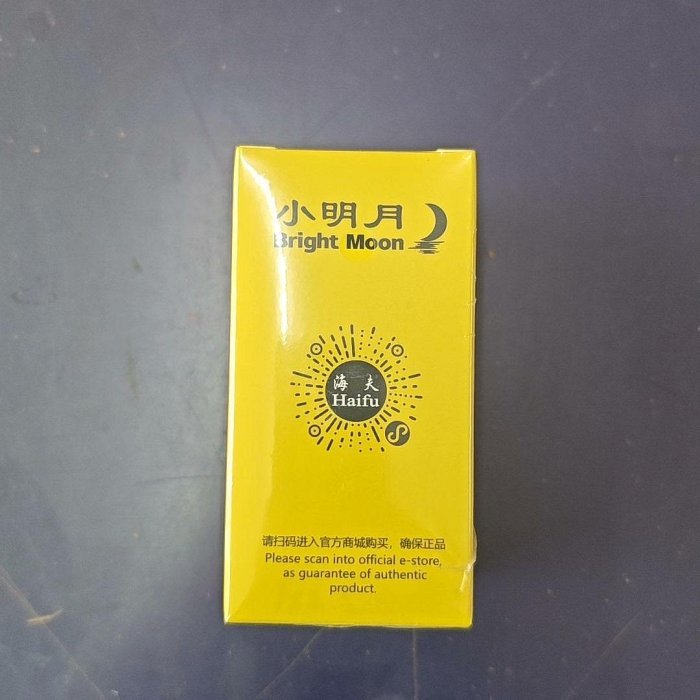 小明月
Bright Moon
海夫
Haifu
请扫码进入官方商城购买，确保正品
Please scan into official e-store,
as guarantee of authentic
product.